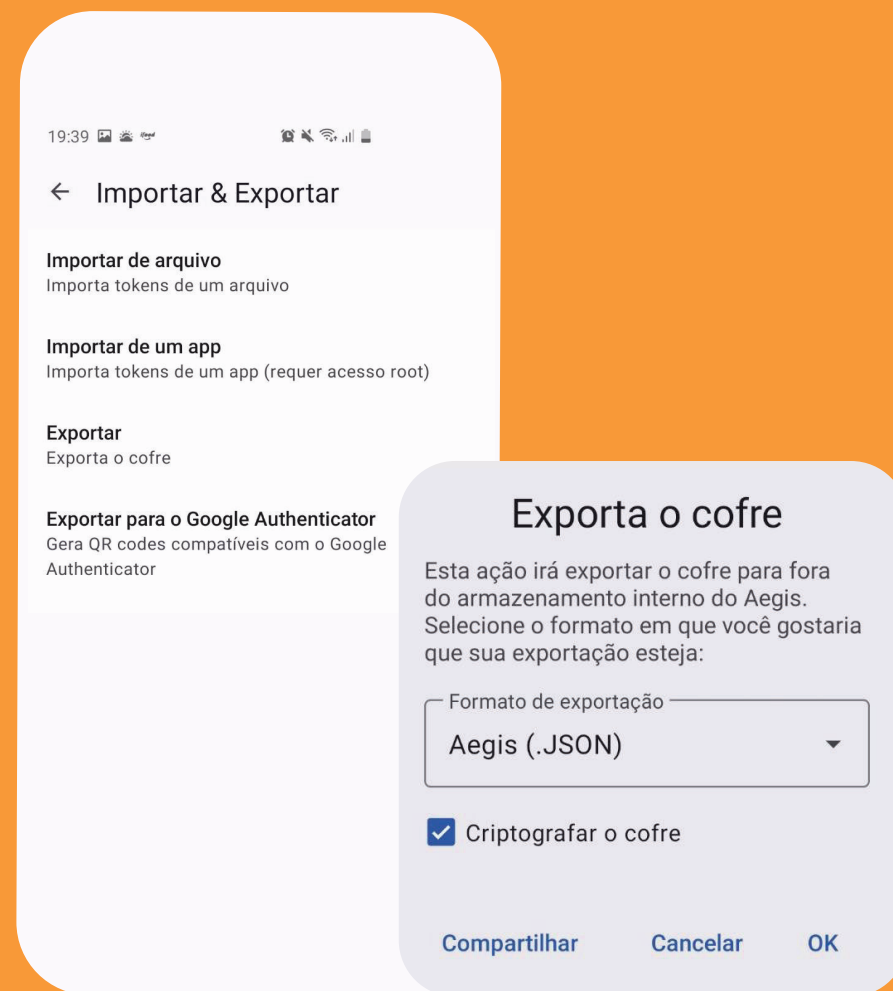 19:39
Importar & Exportar
Importar de arquivo
Importa tokens de um arquivo
Importar de um app
Importa tokens de um app (requer acesso root)
Exportar
Exporta o cofre
Exportar para o Google Authenticator
Gera QR codes compatíveis com o Google
Authenticator
Exporta o cofre
Esta ação irá exportar o cofre para fora
do armazenamento interno do Aegis.
Selecione o formato em que você gostaria
que sua exportação esteja:
Formato de exportação
Aegis (.JSON)
Criptografar o cofre
Compartilhar Cancelar OK